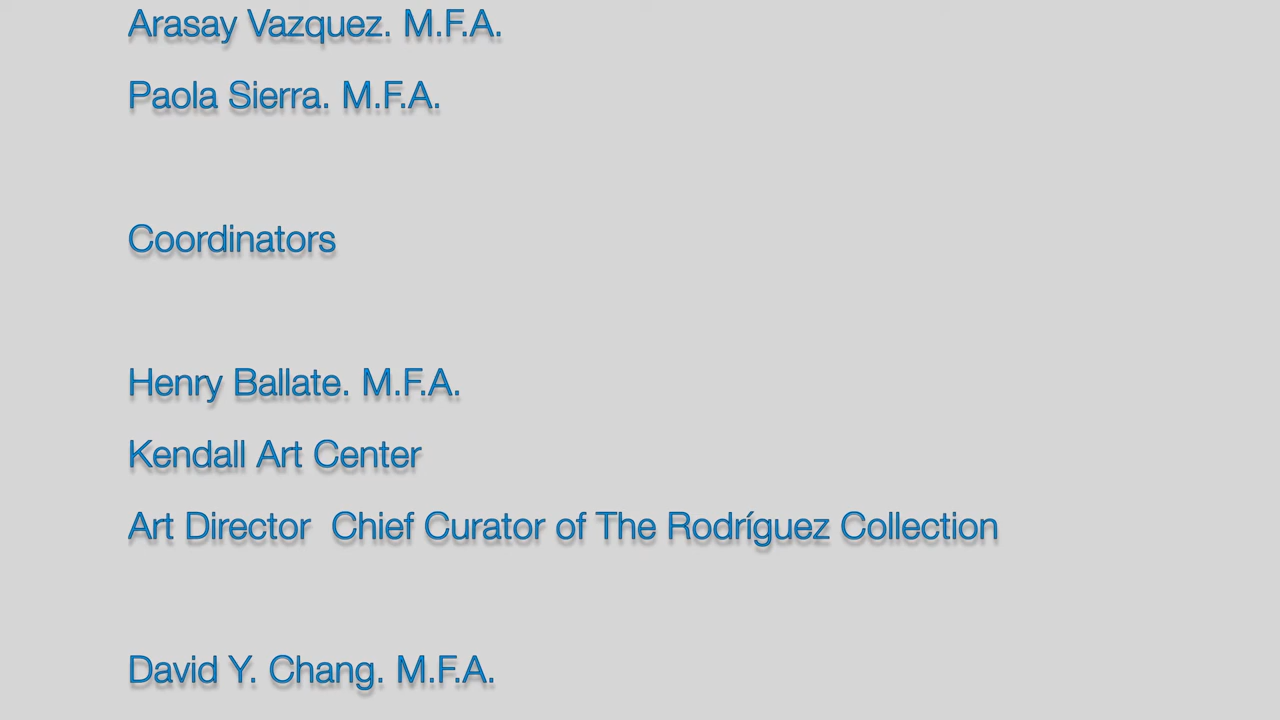 Arasay Vazquez. M.F.A.
Paola Sierra. M.F.A.
Coordinators
Henry Ballate. M.F.A.
Kendall Art Center
Art Director  Chief Curator of The Rodríguez Collection
David Y. Chang. M.F.A.